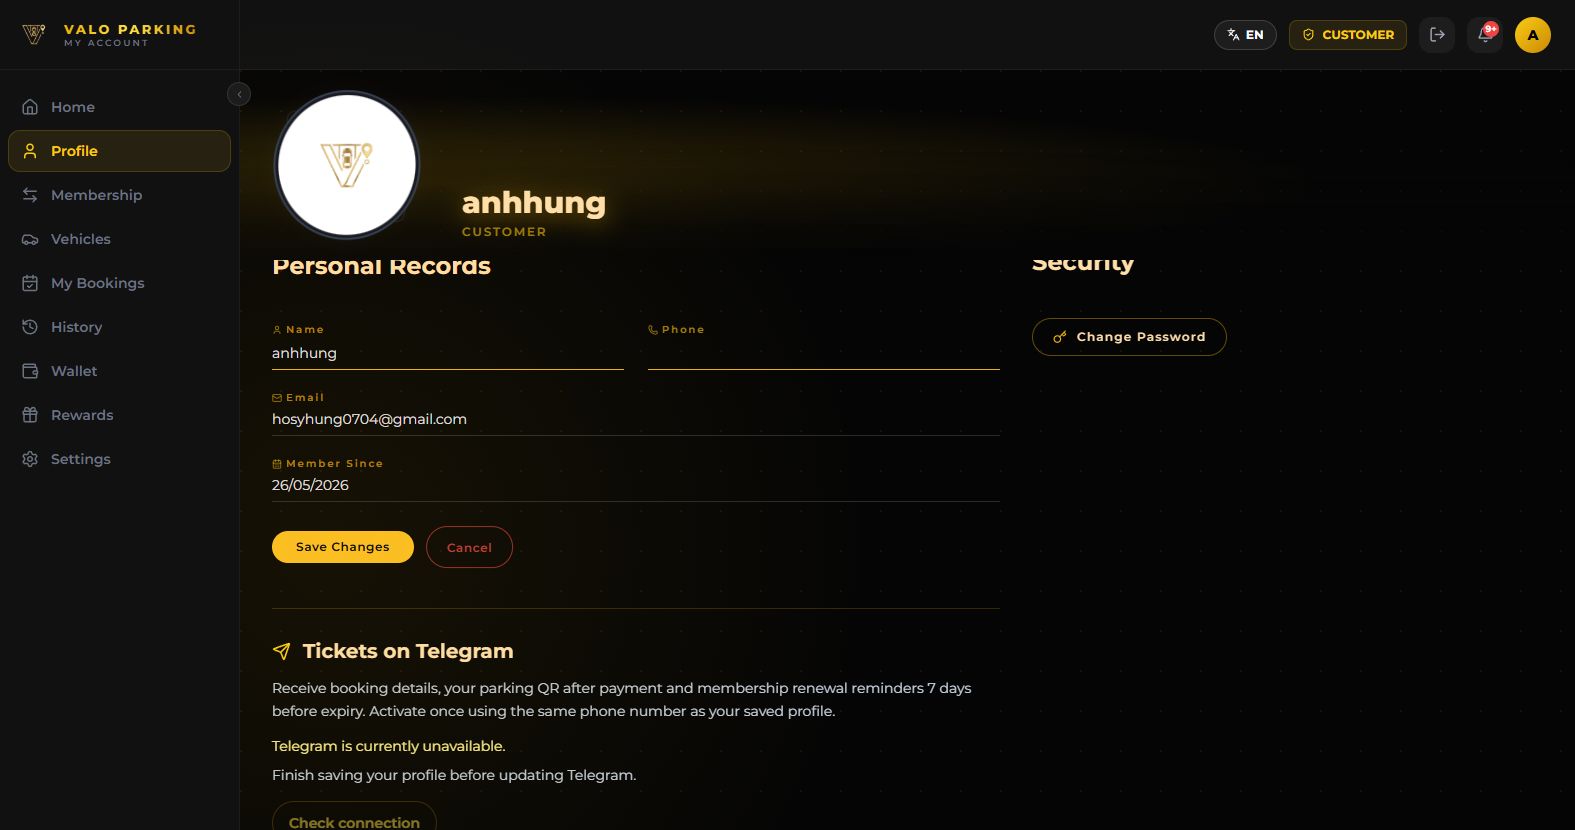 VALO PARKING
MY ACCOUNT
EN
CUSTOMER
9+
A
Home
Profile
Membership
Vehicles
My Bookings
History
Wallet
Rewards
Settings
anhhung
CUSTOMER
Personal Records
Security
Name
Phone
anhhung
Change Password
Email
hosyhung0704@gmail.com
Member Since
26/05/2026
Save Changes
Cancel
Tickets on Telegram
Receive booking details, your parking QR after payment and membership renewal reminders 7 days
before expiry. Activate once using the same phone number as your saved profile.
Telegram is currently unavailable.
Finish saving your profile before updating Telegram.
Check connection